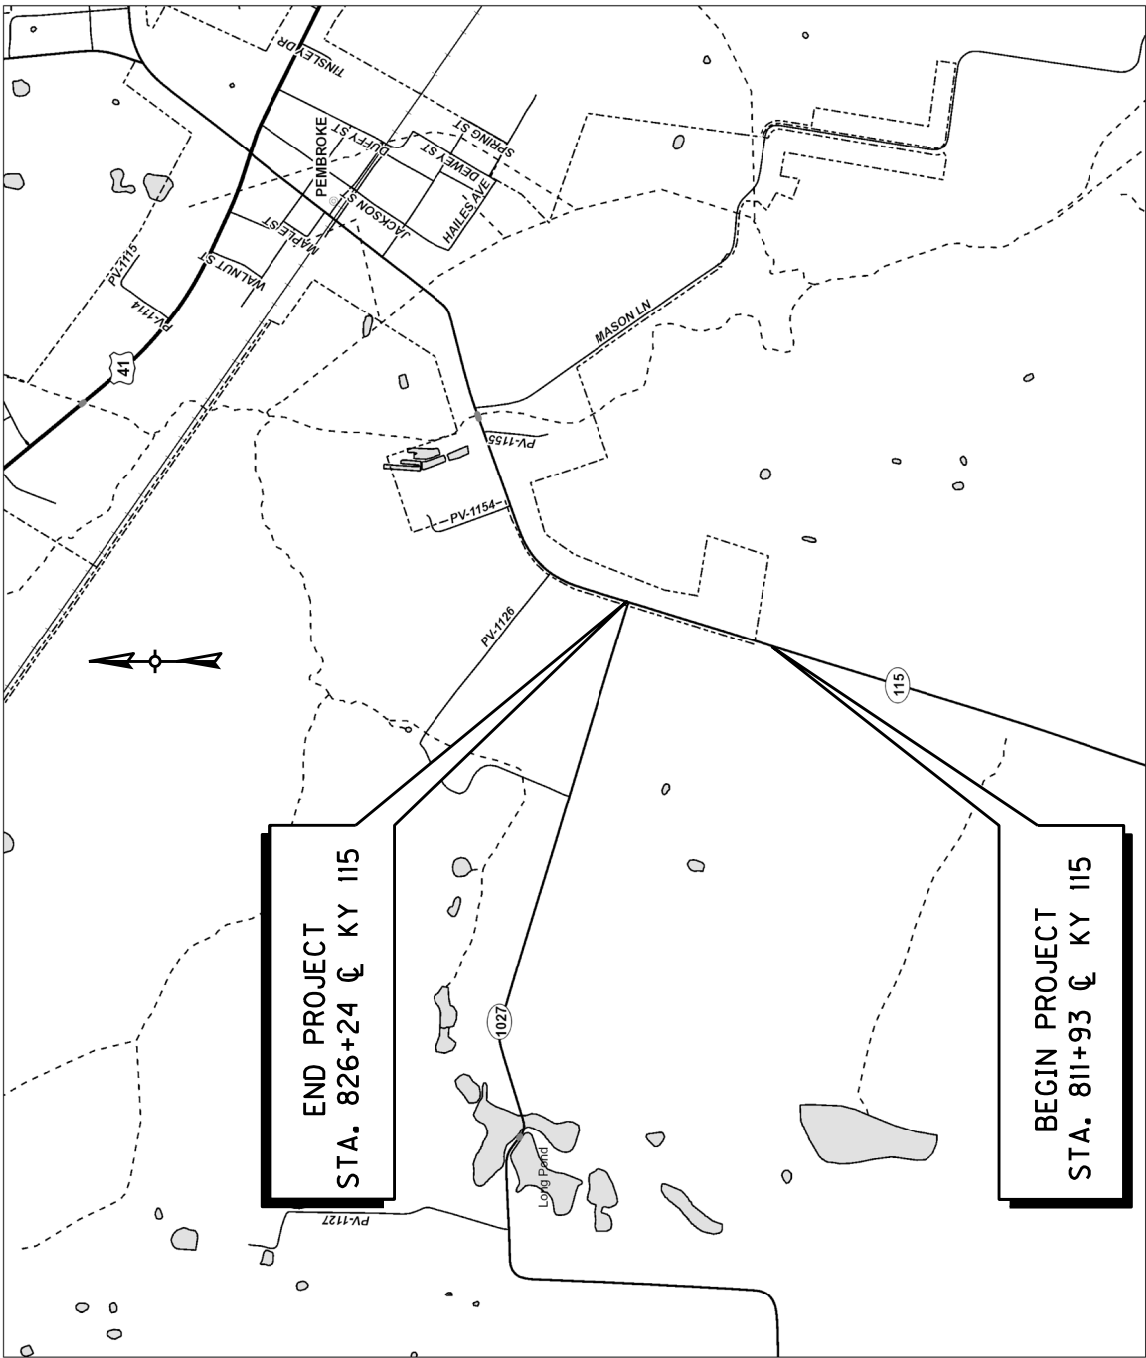 TINSLEY DR
DUFFY ST
SPRING ST
DEWEY ST
PEMBROKE
JACKSON ST
HAILES AVE
MAPLE ST
WALNUT ST
PV-1115
PV-1114
41
MASON LN
PV-1155
PV-1154
PV-1126
115
END PROJECT
STA. 826+24 ℄ KY 115
1027
BEGIN PROJECT
STA. 811+93 ℄ KY 115
Long Pond
PV-1127